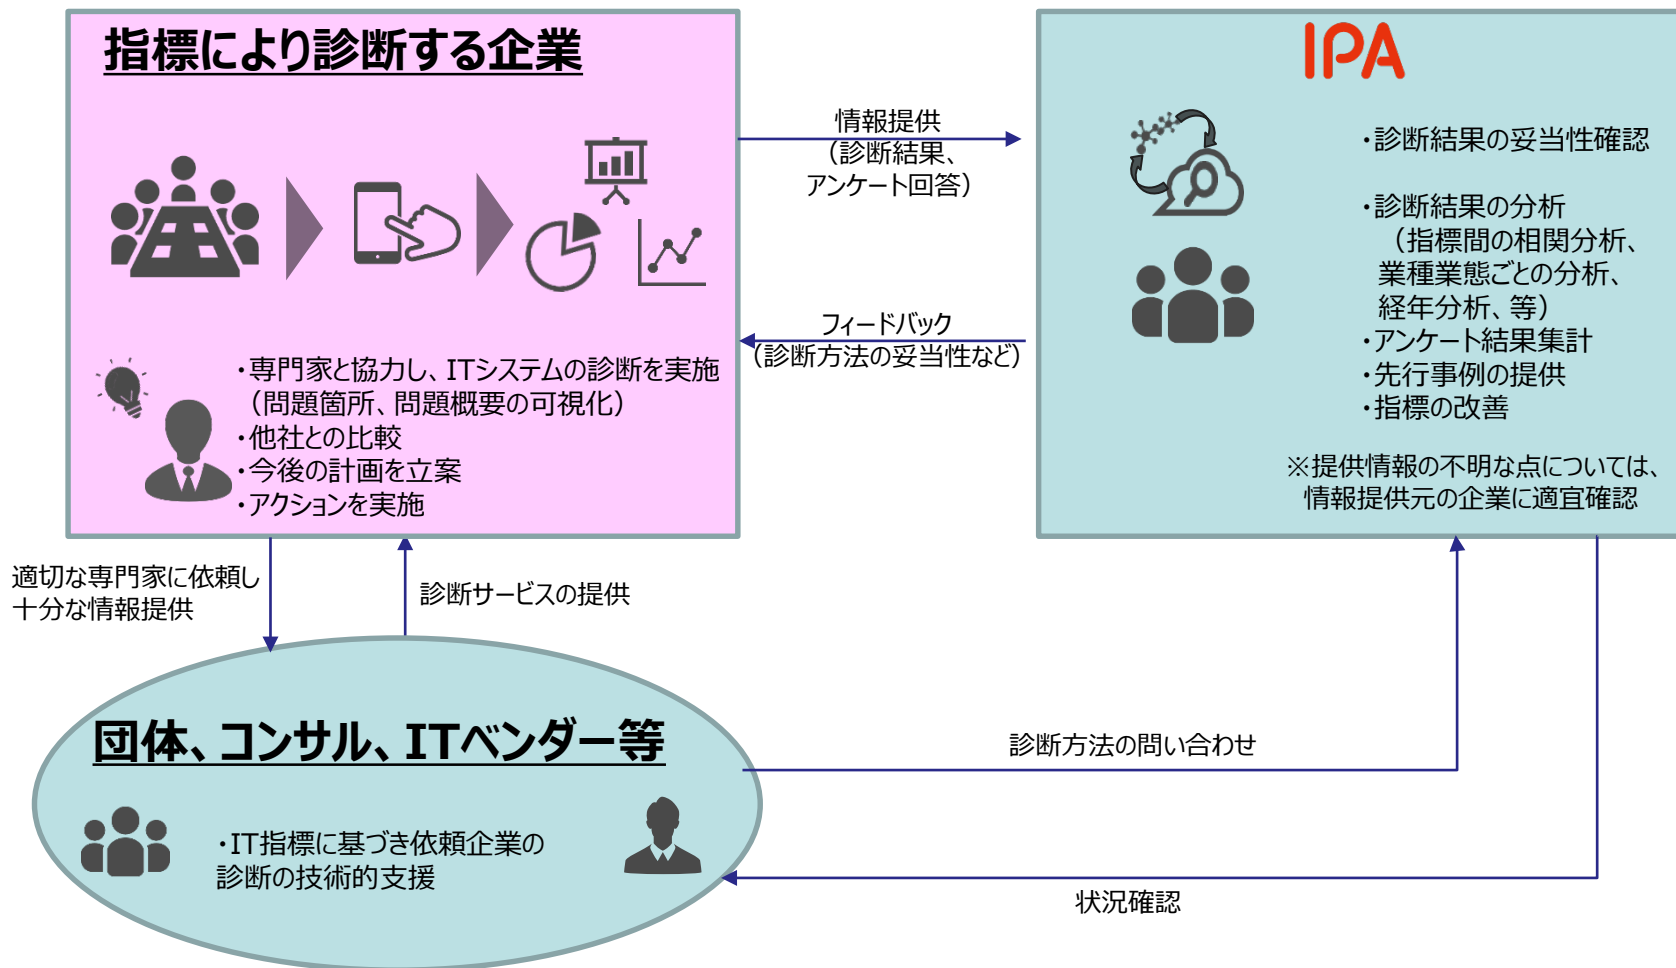 指標により診断する企業
・専門家と協力し、ITシステムの診断を実施
（問題箇所、問題概要の可視化）
・他社との比較
・今後の計画を立案
・アクションを実施
情報提供
（診断結果、
アンケート回答）
フィードバック
（診断方法の妥当性など）
IPA
・診断結果の妥当性確認
・診断結果の分析
（指標間の相関分析、
業種業態ごとの分析、
経年分析、等）
・アンケート結果集計
・先行事例の提供
・指標の改善
※提供情報の不明な点については、
情報提供元の企業に適宜確認
適切な専門家に依頼し
十分な情報提供
診断サービスの提供
団体、コンサル、ITベンダー等
・IT指標に基づき依頼企業の
診断の技術的支援
診断方法の問い合わせ
状況確認